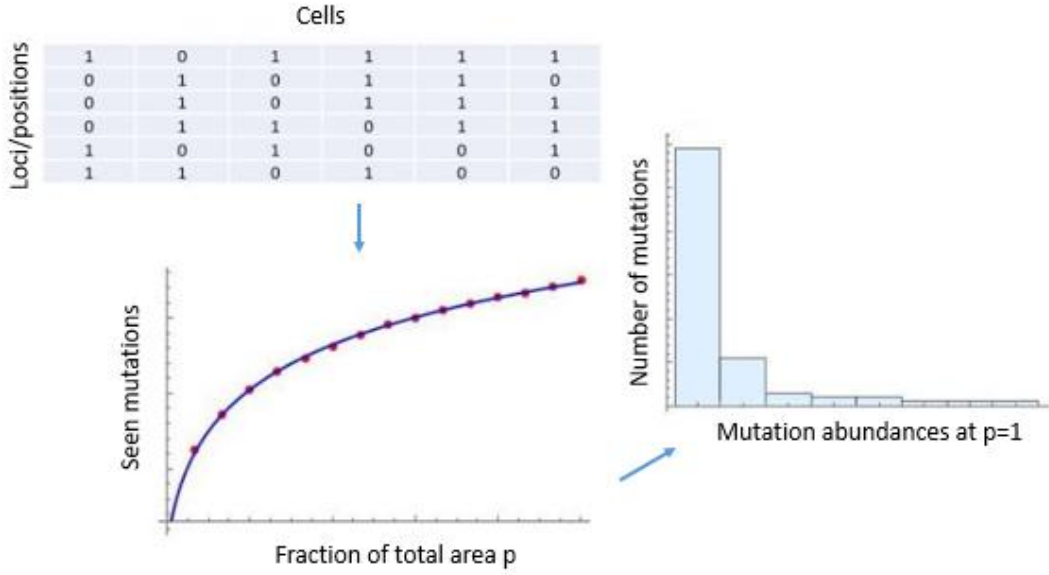 Cells
Loci/positions
1 0 1 1 1 1
0 1 0 1 1 0
0 1 0 1 1 1
0 1 1 0 1 1
1 0 1 0 0 1
1 1 0 1 0 0
Seen mutations
Fraction of total area p
Number of mutations
Mutation abundances at p=1